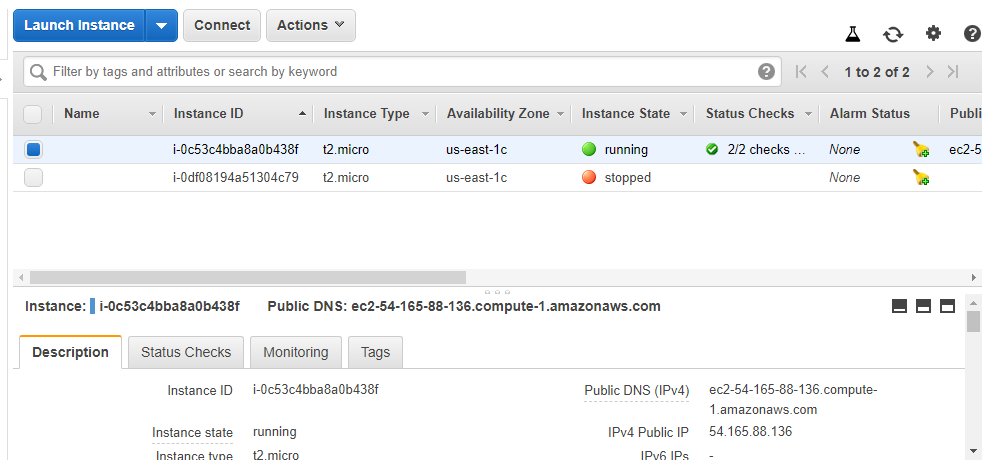 Launch Instance Connect Actions
Filter by tags and attributes or search by keyword 1 to 2 of 2
Name Instance ID Instance Type Availability Zone Instance State Status Checks Alarm Status Publi
i-0c53c4bba8a0b438f t2.micro us-east-1c running 2/2 checks ... None ec2-5
i-0df08194a51304c79 t2.micro us-east-1c stopped None
Instance: i-0c53c4bba8a0b438f Public DNS: ec2-54-165-88-136.compute-1.amazonaws.com
Description Status Checks Monitoring Tags
Instance ID i-0c53c4bba8a0b438f Public DNS (IPv4) ec2-54-165-88-136.compute-
1.amazonaws.com
Instance state running IPv4 Public IP 54.165.88.136
Instance type t2.micro IPv6 IPs -